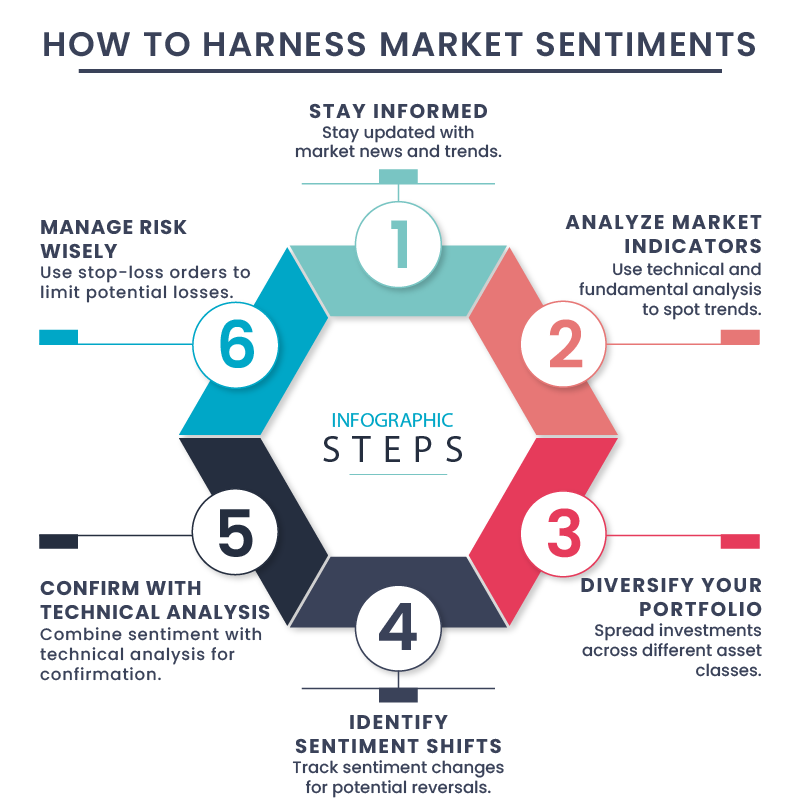 HOW TO HARNESS MARKET SENTIMENTS
STAY INFORMED
Stay updated with
market news and trends.
1
ANALYZE MARKET
INDICATORS
Use technical and
fundamental analysis
to spot trends.
2
DIVERSIFY YOUR
PORTFOLIO
Spread investments
across different asset
classes.
3
IDENTIFY
SENTIMENT SHIFTS
Track sentiment changes
for potential reversals.
4
CONFIRM WITH
TECHNICAL ANALYSIS
Combine sentiment with
technical analysis for
confirmation.
5
MANAGE RISK
WISELY
Use stop-loss orders to
limit potential losses.
6
INFOGRAPHIC
STEPS